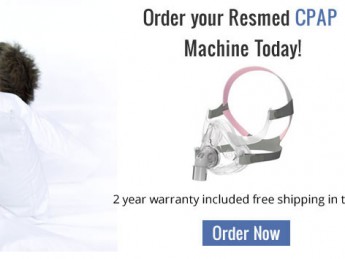 Order your Resmed CPAP
Machine Today!
2 year warranty included free shipping in t
Order Now